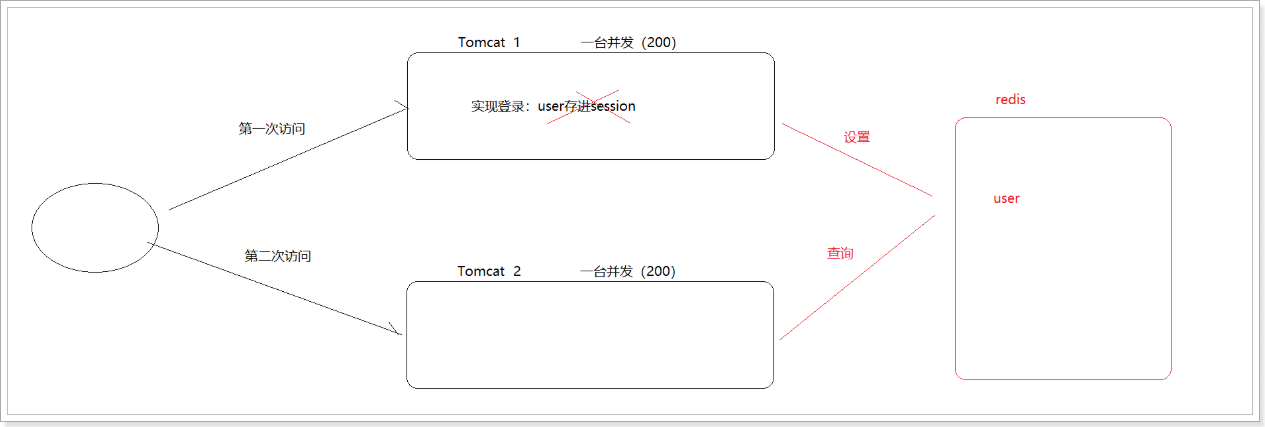 Tomcat 1 一台并发（200）
实现登录：user存进session
redis
第一次访问
设置
user
第二次访问
查询
Tomcat 2 一台并发（200）